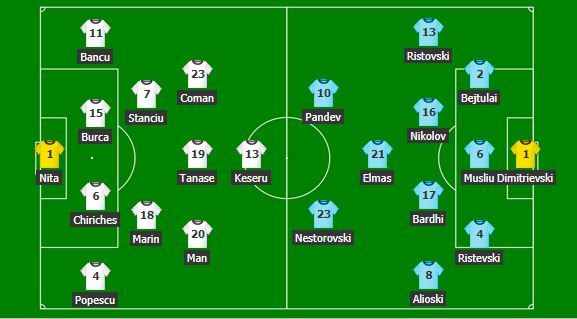 11
Bancu
23
Coman
7
Stanciu
15
Burca
1
Nita
19
Tanase
13
Keseru
6
Chiriches
18
Marin
20
Man
4
Popescu
13
Ristovski
2
Bejtulai
10
Pandev
16
Nikolov
21
Elmas
6
Musliu
1
Dimitrievski
17
Bardhi
23
Nestorovski
4
Ristevski
8
Alioski